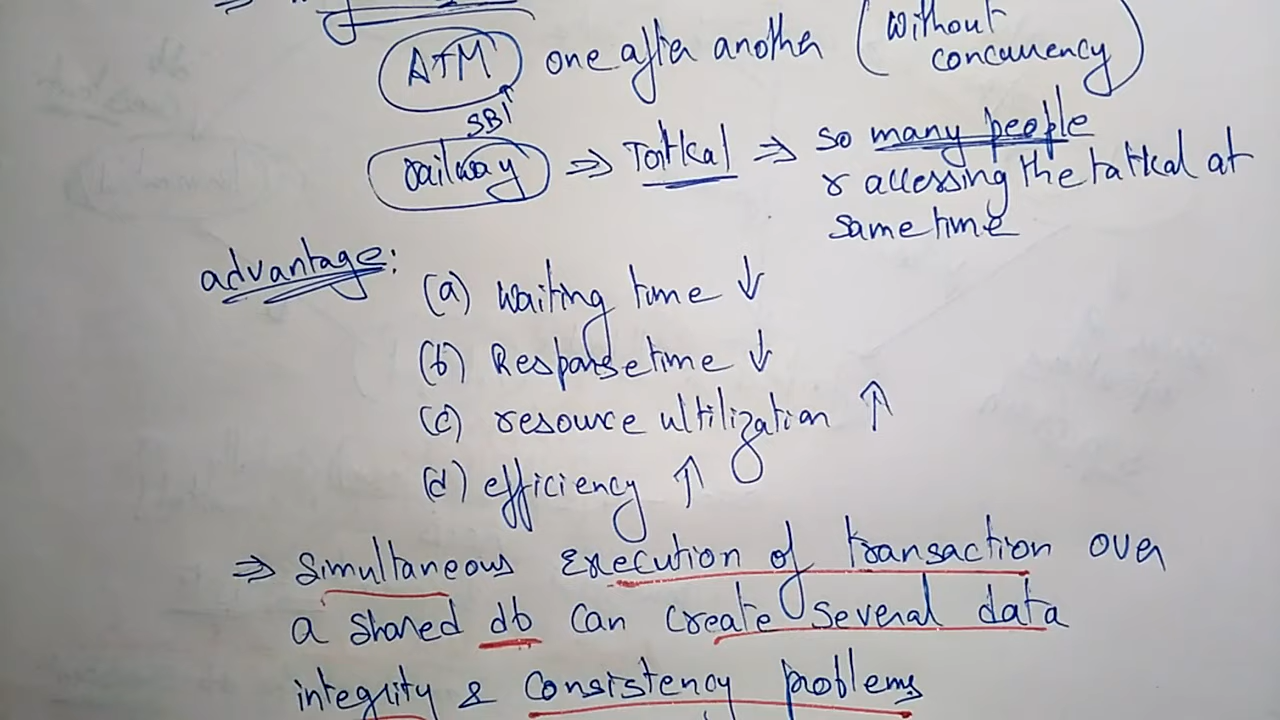 ATM one after another (without
concurrency)
SBI
railway ⇒ Tatkal ⇒ so many people
r accessing the tatkal at
same time
advantage:
(a) waiting time ↓
(b) Response time ↓
(c) resource ultilization ↑
(d) efficiency ↑
⇒ Simultaneous Execution of transaction over
a shared db can create several data
integrity & Consistency problems